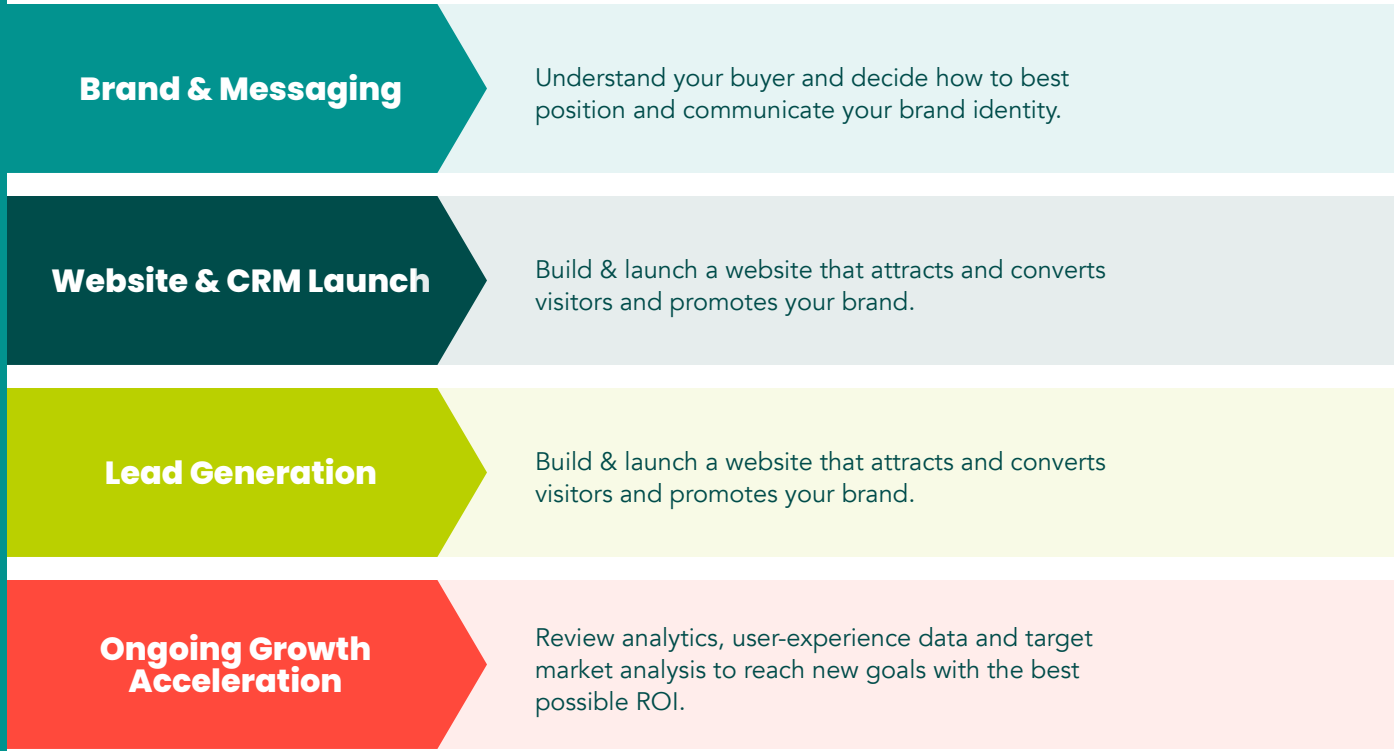 Brand & Messaging
Understand your buyer and decide how to best
position and communicate your brand identity.
Website & CRM Launch
Build & launch a website that attracts and converts
visitors and promotes your brand.
Lead Generation
Build & launch a website that attracts and converts
visitors and promotes your brand.
Ongoing Growth
Acceleration
Review analytics, user-experience data and target
market analysis to reach new goals with the best
possible ROI.